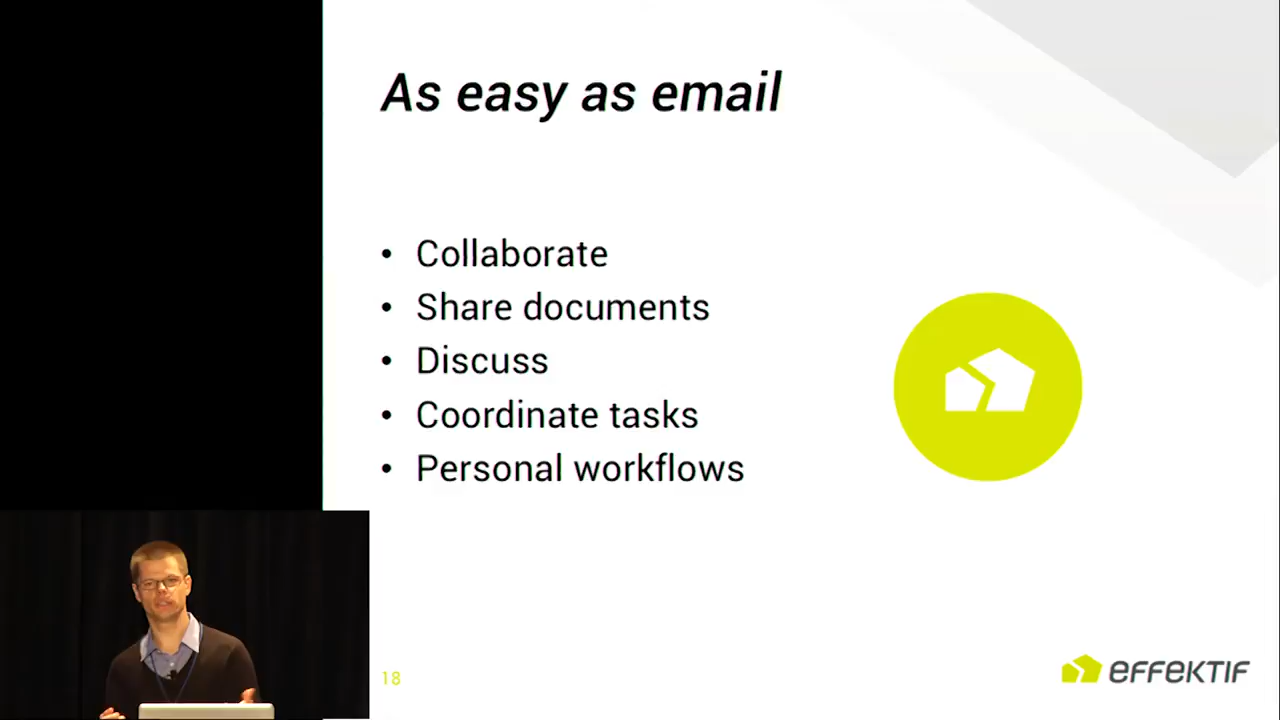 As easy as email
• Collaborate
• Share documents
• Discuss
• Coordinate tasks
• Personal workflows
18
effektif